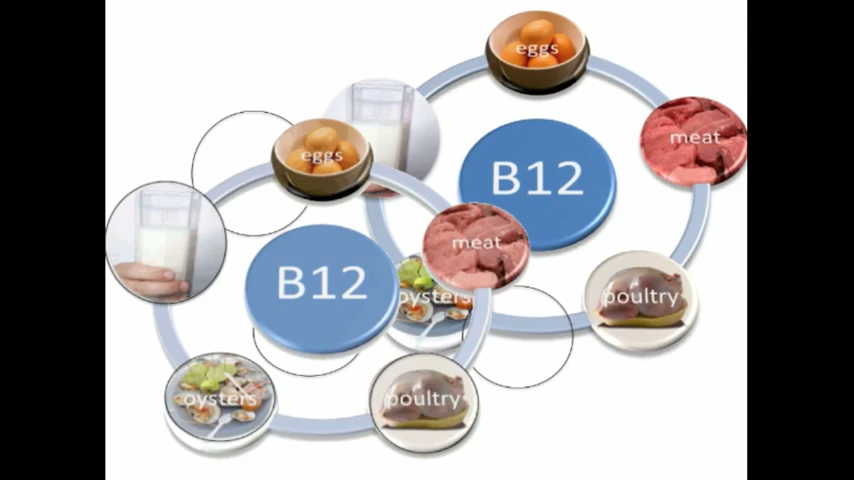 eggs
meat
B12
poultry
oysters
eggs
meat
B12
poultry
oysters